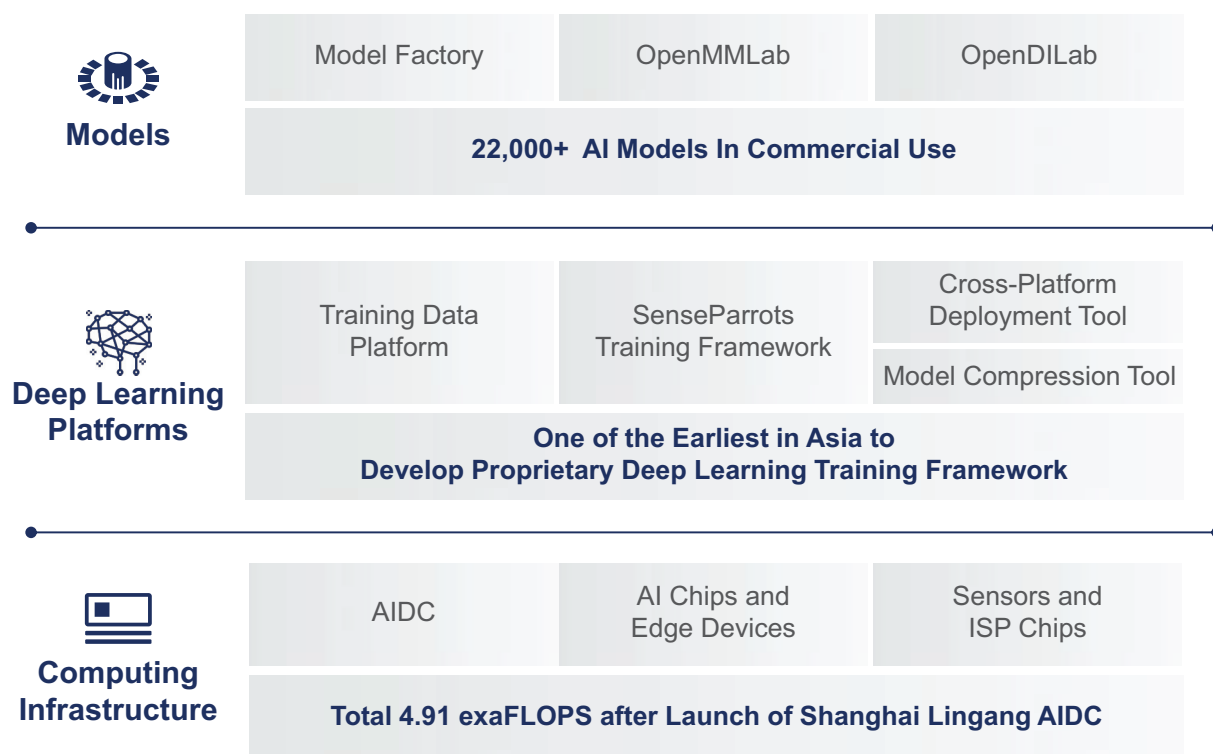 Models
Model Factory
OpenMMLab
OpenDILab
22,000+ AI Models In Commercial Use
Deep Learning
Platforms
Training Data
Platform
SenseParrots
Training Framework
Cross-Platform
Deployment Tool
Model Compression Tool
One of the Earliest in Asia to
Develop Proprietary Deep Learning Training Framework
Computing
Infrastructure
AIDC
AI Chips and
Edge Devices
Sensors and
ISP Chips
Total 4.91 exaFLOPS after Launch of Shanghai Lingang AIDC